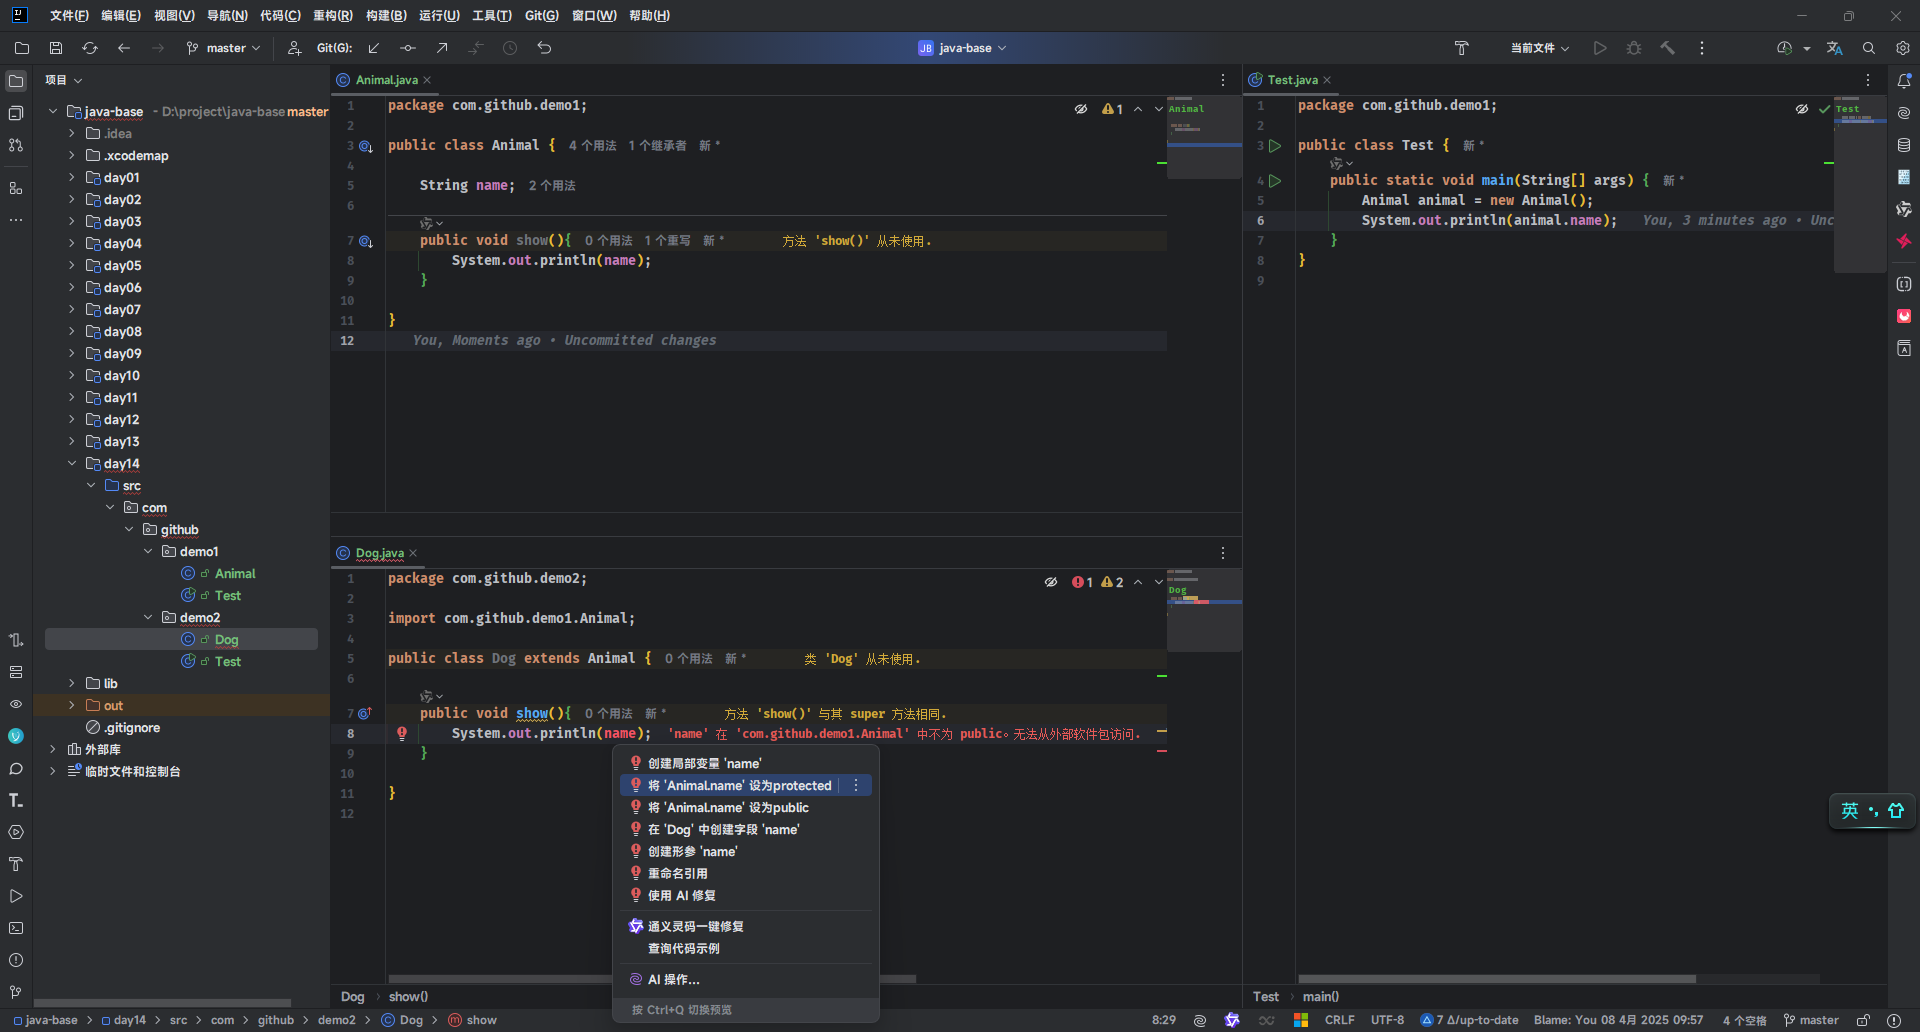 文件(F) 编辑(E) 视图(V) 导航(N) 代码(C) 重构(R) 构建(B) 运行(U) 工具(T) Git(G) 窗口(W) 帮助(H)
master Git(G): JB java-base 当前文件
项目
java-base - D:\project\java-base master
.idea
.xcodemap
day01
day02
day03
day04
day05
day06
day07
day08
day09
day10
day11
day12
day13
day14
src
com
github
demo1
Animal
Test
demo2
Dog
Test
lib
out
.gitignore
外部库
临时文件和控制台
Animal.java
1 package com.github.demo1;
1
2
3 public class Animal { 4 个用法 1 个继承者 新 *
4
5 String name; 2 个用法
6
7 public void show(){ 0 个用法 1 个重写 新 * 方法 'show()' 从未使用.
8 System.out.println(name);
9 }
10
11 }
12 You, Moments ago • Uncommitted changes
Animal
Dog.java
1 package com.github.demo2;
1 2
2
3 import com.github.demo1.Animal;
4
5 public class Dog extends Animal { 0 个用法 新 * 类 'Dog' 从未使用.
6
7 public void show(){ 0 个用法 新 * 方法 'show()' 与其 super 方法相同.
8 System.out.println(name); 'name' 在 'com.github.demo1.Animal' 中不为 public。无法从外部软件包访问.
9 }
10
11 }
12
Dog
创建局部变量 'name'
将 'Animal.name' 设为protected
将 'Animal.name' 设为public
在 'Dog' 中创建字段 'name'
创建形参 'name'
重命名引用
使用 AI 修复
通义灵码一键修复
查询代码示例
AI 操作...
按 Ctrl+Q 切换预览
Dog show()
Test.java
1 package com.github.demo1;
2
3 public class Test { 新 *
4 public static void main(String[] args) { 新 *
5 Animal animal = new Animal();
6 System.out.println(animal.name); You, 3 minutes ago • Unc
7 }
8 }
9
Test
英
Test main()
java-base day14 src com github demo2 Dog show 8:29 CRLF UTF-8 7 Δ/up-to-date Blame: You 08 4月 2025 09:57 4 个空格 master